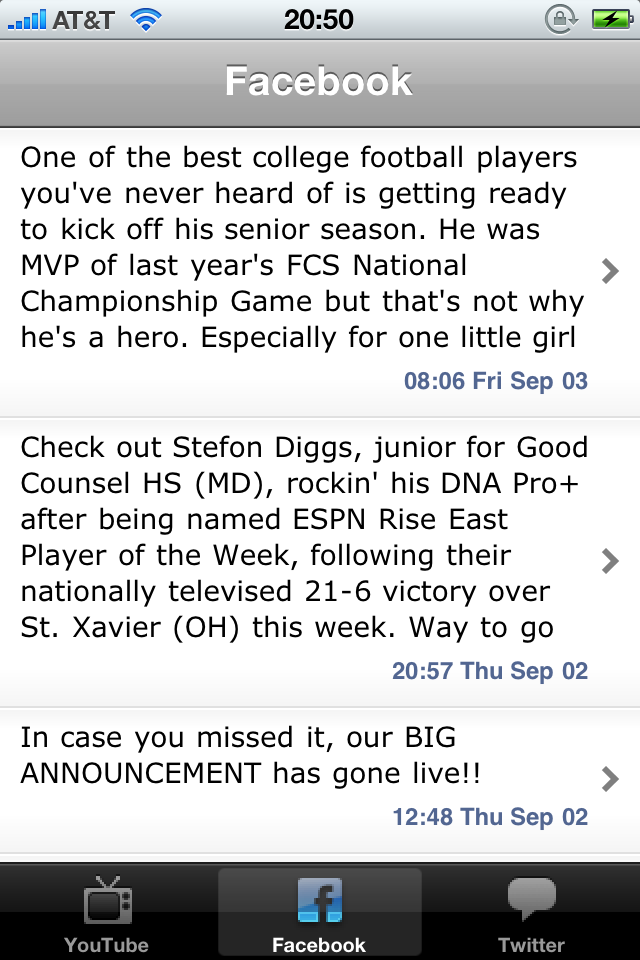 AT&T 20:50
Facebook
One of the best college football players
you've never heard of is getting ready
to kick off his senior season. He was
MVP of last year's FCS National
Championship Game but that's not why
he's a hero. Especially for one little girl
08:06 Fri Sep 03
Check out Stefon Diggs, junior for Good
Counsel HS (MD), rockin' his DNA Pro+
after being named ESPN Rise East
Player of the Week, following their
nationally televised 21-6 victory over
St. Xavier (OH) this week. Way to go
20:57 Thu Sep 02
In case you missed it, our BIG
ANNOUNCEMENT has gone live!!
12:48 Thu Sep 02
YouTube Facebook Twitter